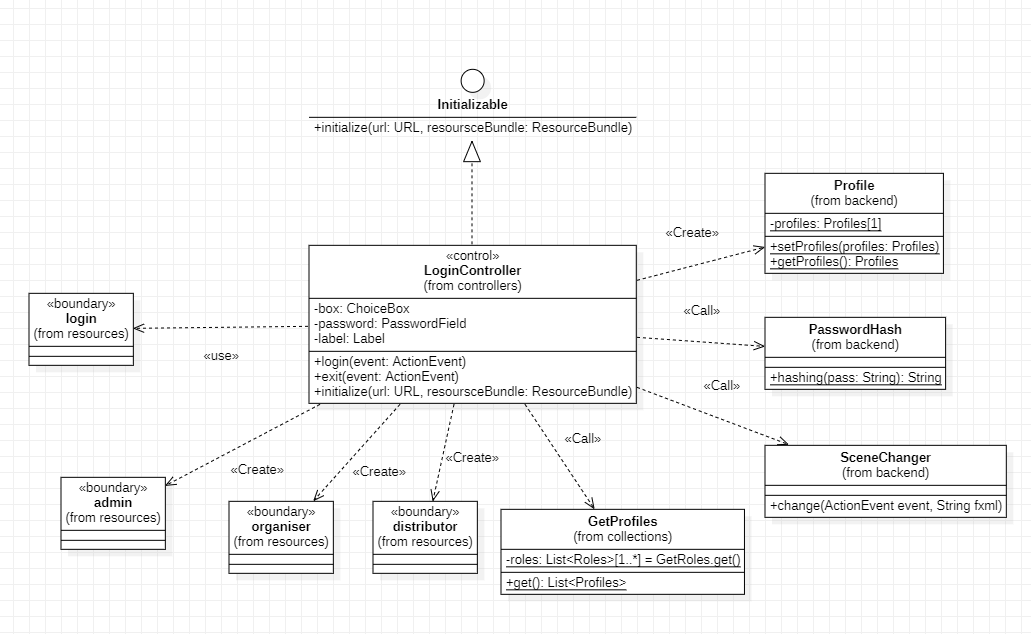 Initializable
+initialize(url: URL, resoursceBundle: ResourceBundle)
Profile
(from backend)
-profiles: Profiles[1]
+setProfiles(profiles: Profiles)
+getProfiles(): Profiles
«Create»
«control»
LoginController
(from controllers)
-box: ChoiceBox
-password: PasswordField
-label: Label
+login(event: ActionEvent)
+exit(event: ActionEvent)
+initialize(url: URL, resoursceBundle: ResourceBundle)
«boundary»
login
(from resources)
«use»
«Call»
PasswordHash
(from backend)
+hashing(pass: String): String
«Call»
SceneChanger
(from backend)
+change(ActionEvent event, String fxml)
«Create»
«Create»
«Create»
«Call»
«boundary»
admin
(from resources)
«boundary»
organiser
(from resources)
«boundary»
distributor
(from resources)
GetProfiles
(from collections)
-roles: List<Roles>[1..*] = GetRoles.get()
+get(): List<Profiles>